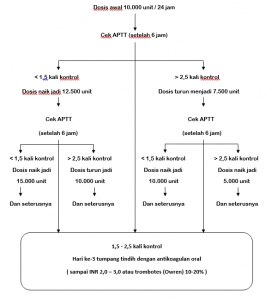 Dosis awal 10.000 unit / 24 jam
Cek APTT (setelah 6 jam)
< 1,5 kali kontrol
Dosis naik jadi 12.500 unit
> 2,5 kali kontrol
Dosis turun menjadi 7.500 unit
Cek APTT
(setelah 6 jam)
Cek APTT
(setelah 6 jam)
< 1,5 kali kontrol
Dosis naik jadi
15.000 unit
> 2,5 kali kontrol
Dosis turun jadi
10.000 unit
< 1,5 kali kontrol
Dosis naik jadi
10.000 unit
> 2,5 kali kontrol
Dosis naik jadi
5.000 unit
Dan seterusnya
Dan seterusnya
Dan seterusnya
Dan seterusnya
1,5 - 2,5 kali kontrol
Hari ke-3 tumpang tindih dengan antikoagulan oral
( sampai INR 2,0 – 3,0 atau trombotes (Owren) 10-20% )